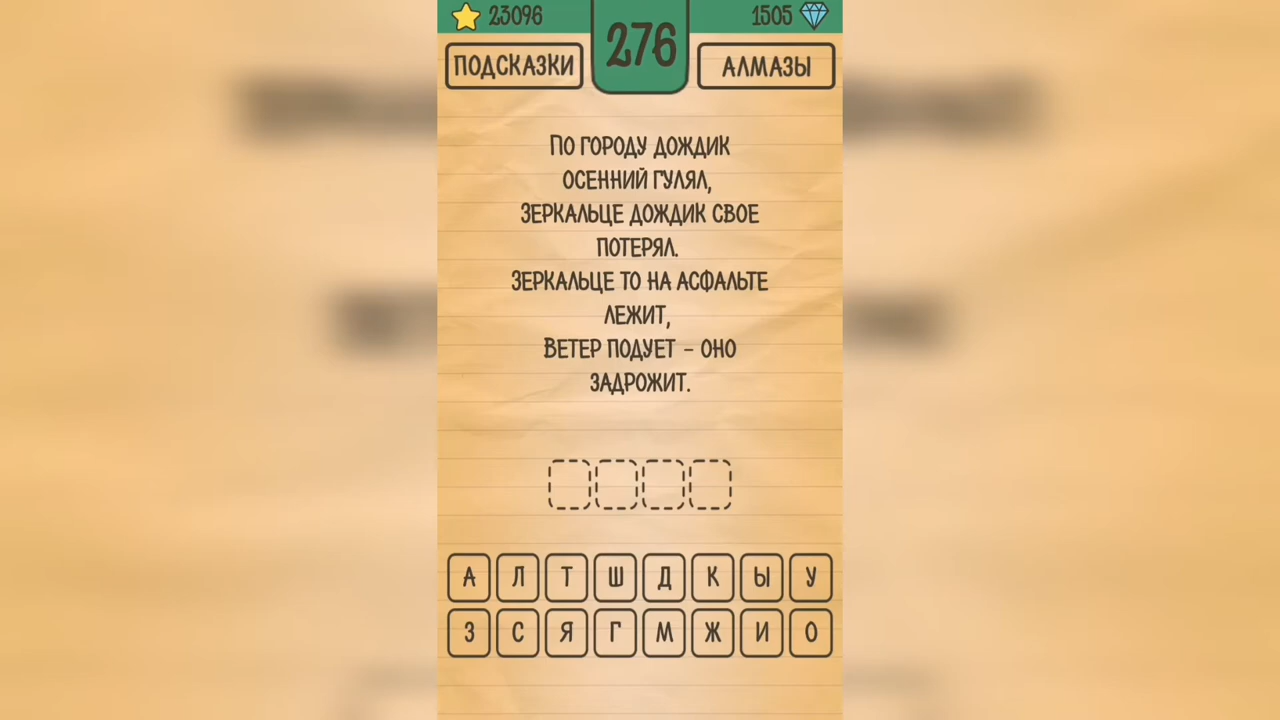 23096
276
1505
ПОДСКАЗКИ
АЛМАЗЫ
ПО ГОРОДУ ДОЖДИК
ОСЕННИЙ ГУЛЯЛ,
ЗЕРКАЛЬЦЕ ДОЖДИК СВОЕ
ПОТЕРЯЛ.
ЗЕРКАЛЬЦЕ ТО НА АСФАЛЬТЕ
ЛЕЖИТ,
ВЕТЕР ПОДУЕТ – ОНО
ЗАДРОЖИТ.
А Л Т Ш Д К Ы У
З С Я Г М Ж И О